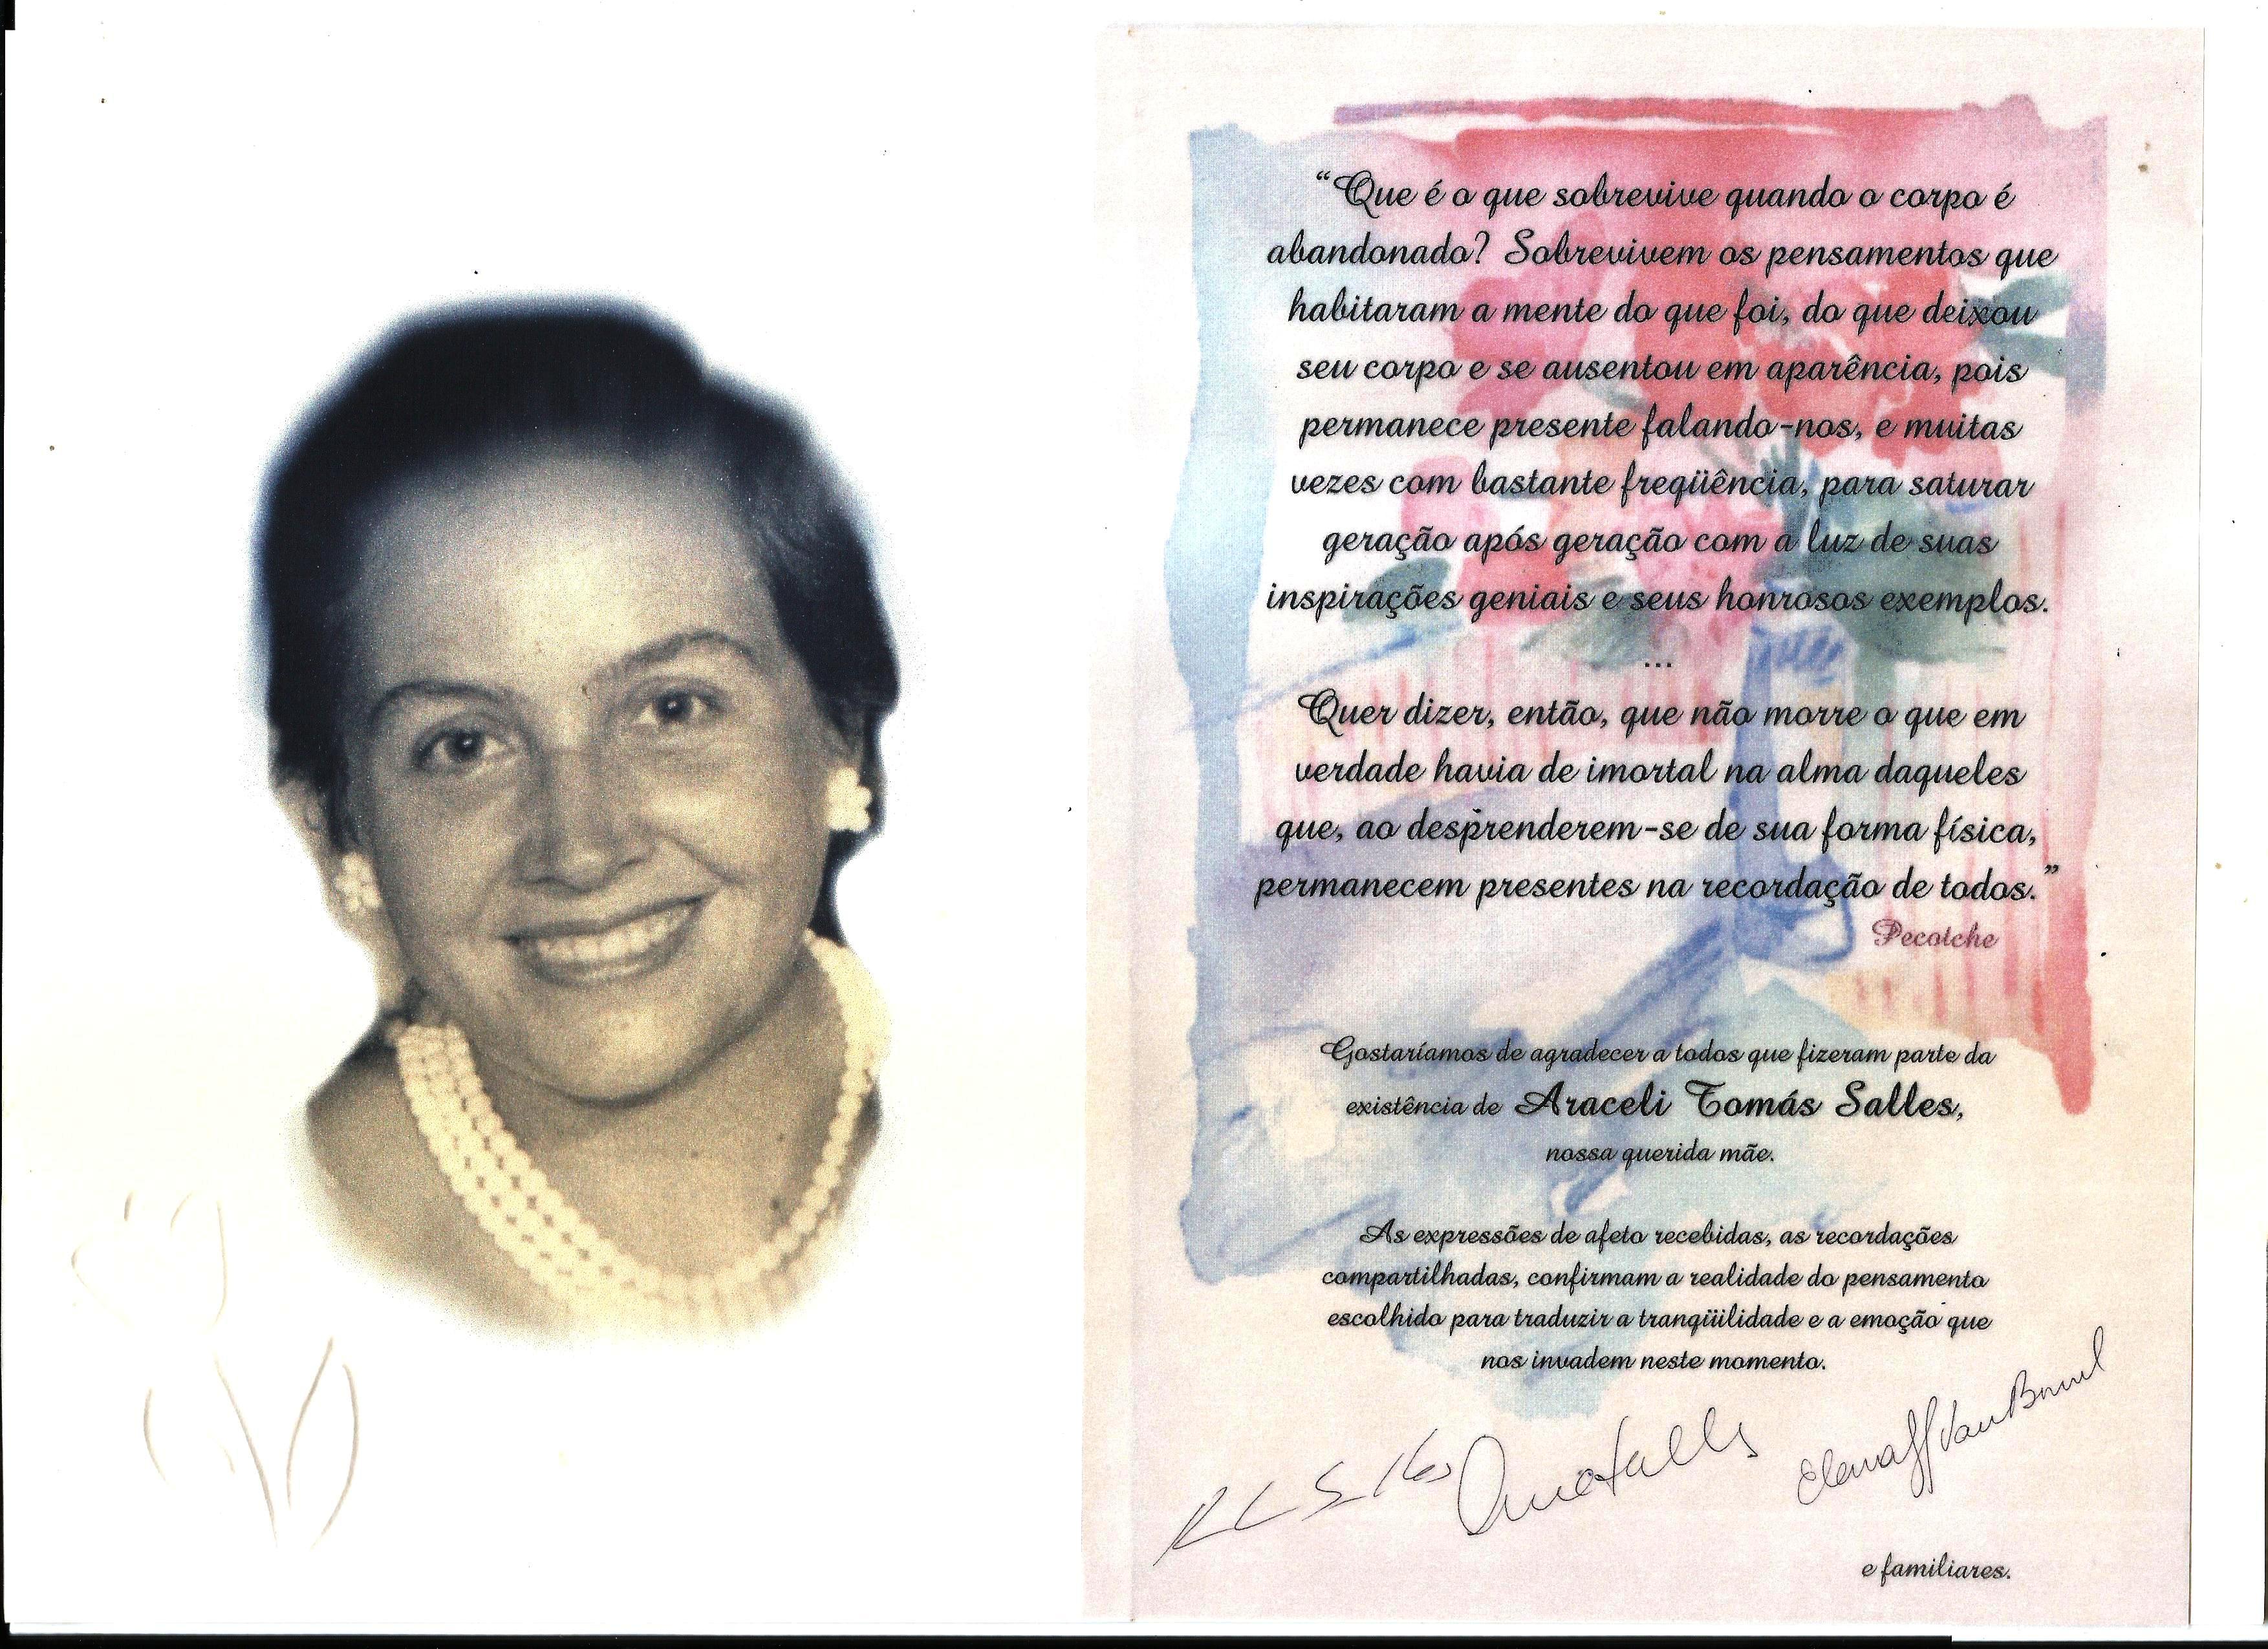 “Que é o que sobrevive quando o corpo é
abandonado? Sobrevivem os pensamentos que
habitaram a mente do que foi, do que deixou
seu corpo e se ausentou em aparência, pois
permanece presente falando-nos, e muitas
vezes com bastante freqüência, para saturar
geração após geração com a luz de suas
inspirações geniais e seus honrosos exemplos.
...
Quer dizer, então, que não morre o que em
verdade havia de imortal na alma daqueles
que, ao desprenderem-se de sua forma física,
permanecem presentes na recordação de todos.”
Pecotche
Gostaríamos de agradecer a todos que fizeram parte da
existência de Araceli Tomás Salles,
nossa querida mãe.
As expressões de afeto recebidas, as recordações
compartilhadas, confirmam a realidade do pensamento
escolhido para traduzir a tranqüilidade e a emoção que
nos invadem neste momento.
e familiares.